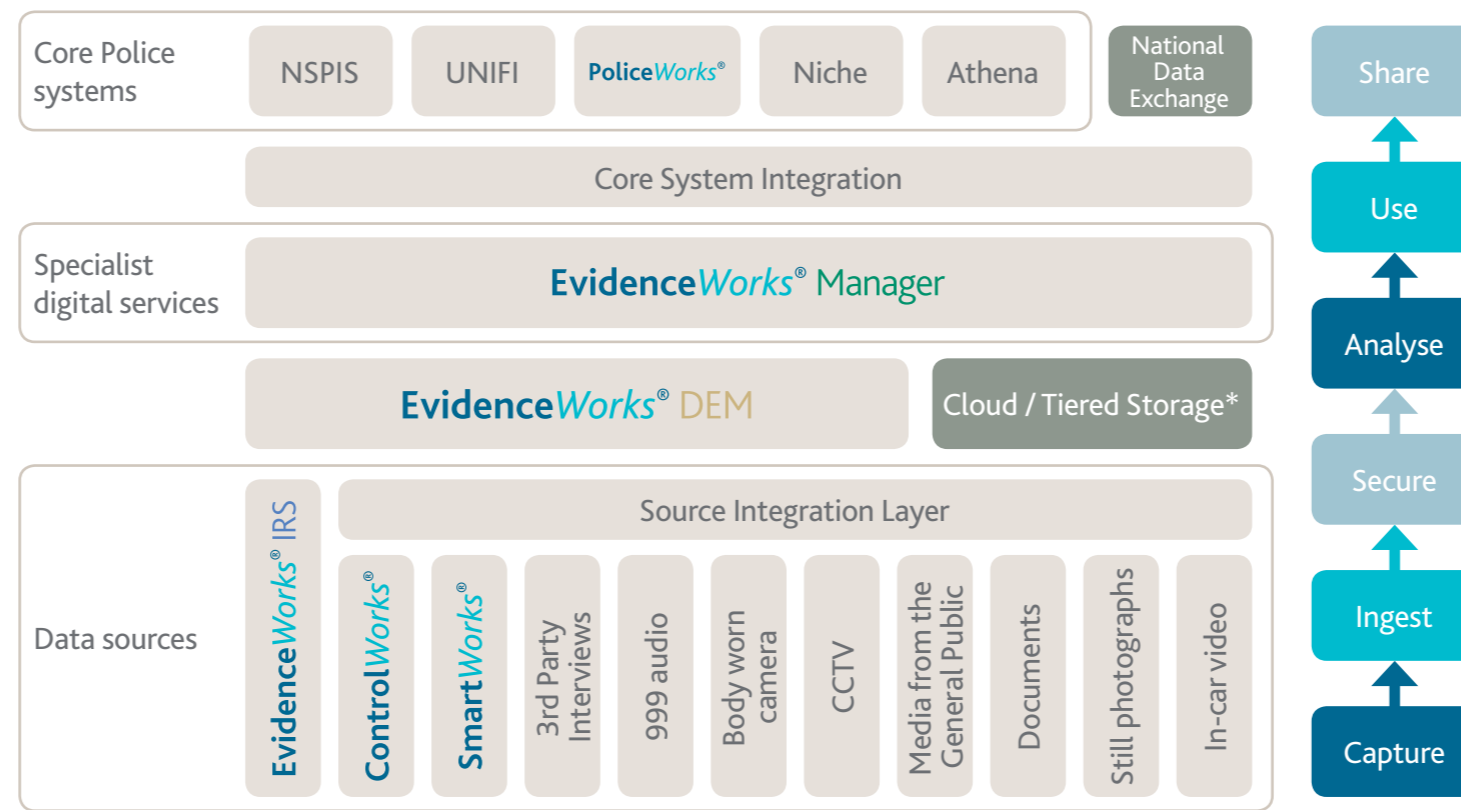 Core Police
systems
NSPIS
UNIFI
PoliceWorks®
Niche
Athena
National
Data
Exchange
Core System Integration
Specialist
digital services
EvidenceWorks® Manager
EvidenceWorks® DEM
Cloud / Tiered Storage*
Data sources
EvidenceWorks® IRS
Source Integration Layer
ControlWorks®
SmartWorks®
3rd Party
Interviews
999 audio
Body worn
camera
CCTV
Media from the
General Public
Documents
Still photographs
In-car video
Share
Use
Analyse
Secure
Ingest
Capture